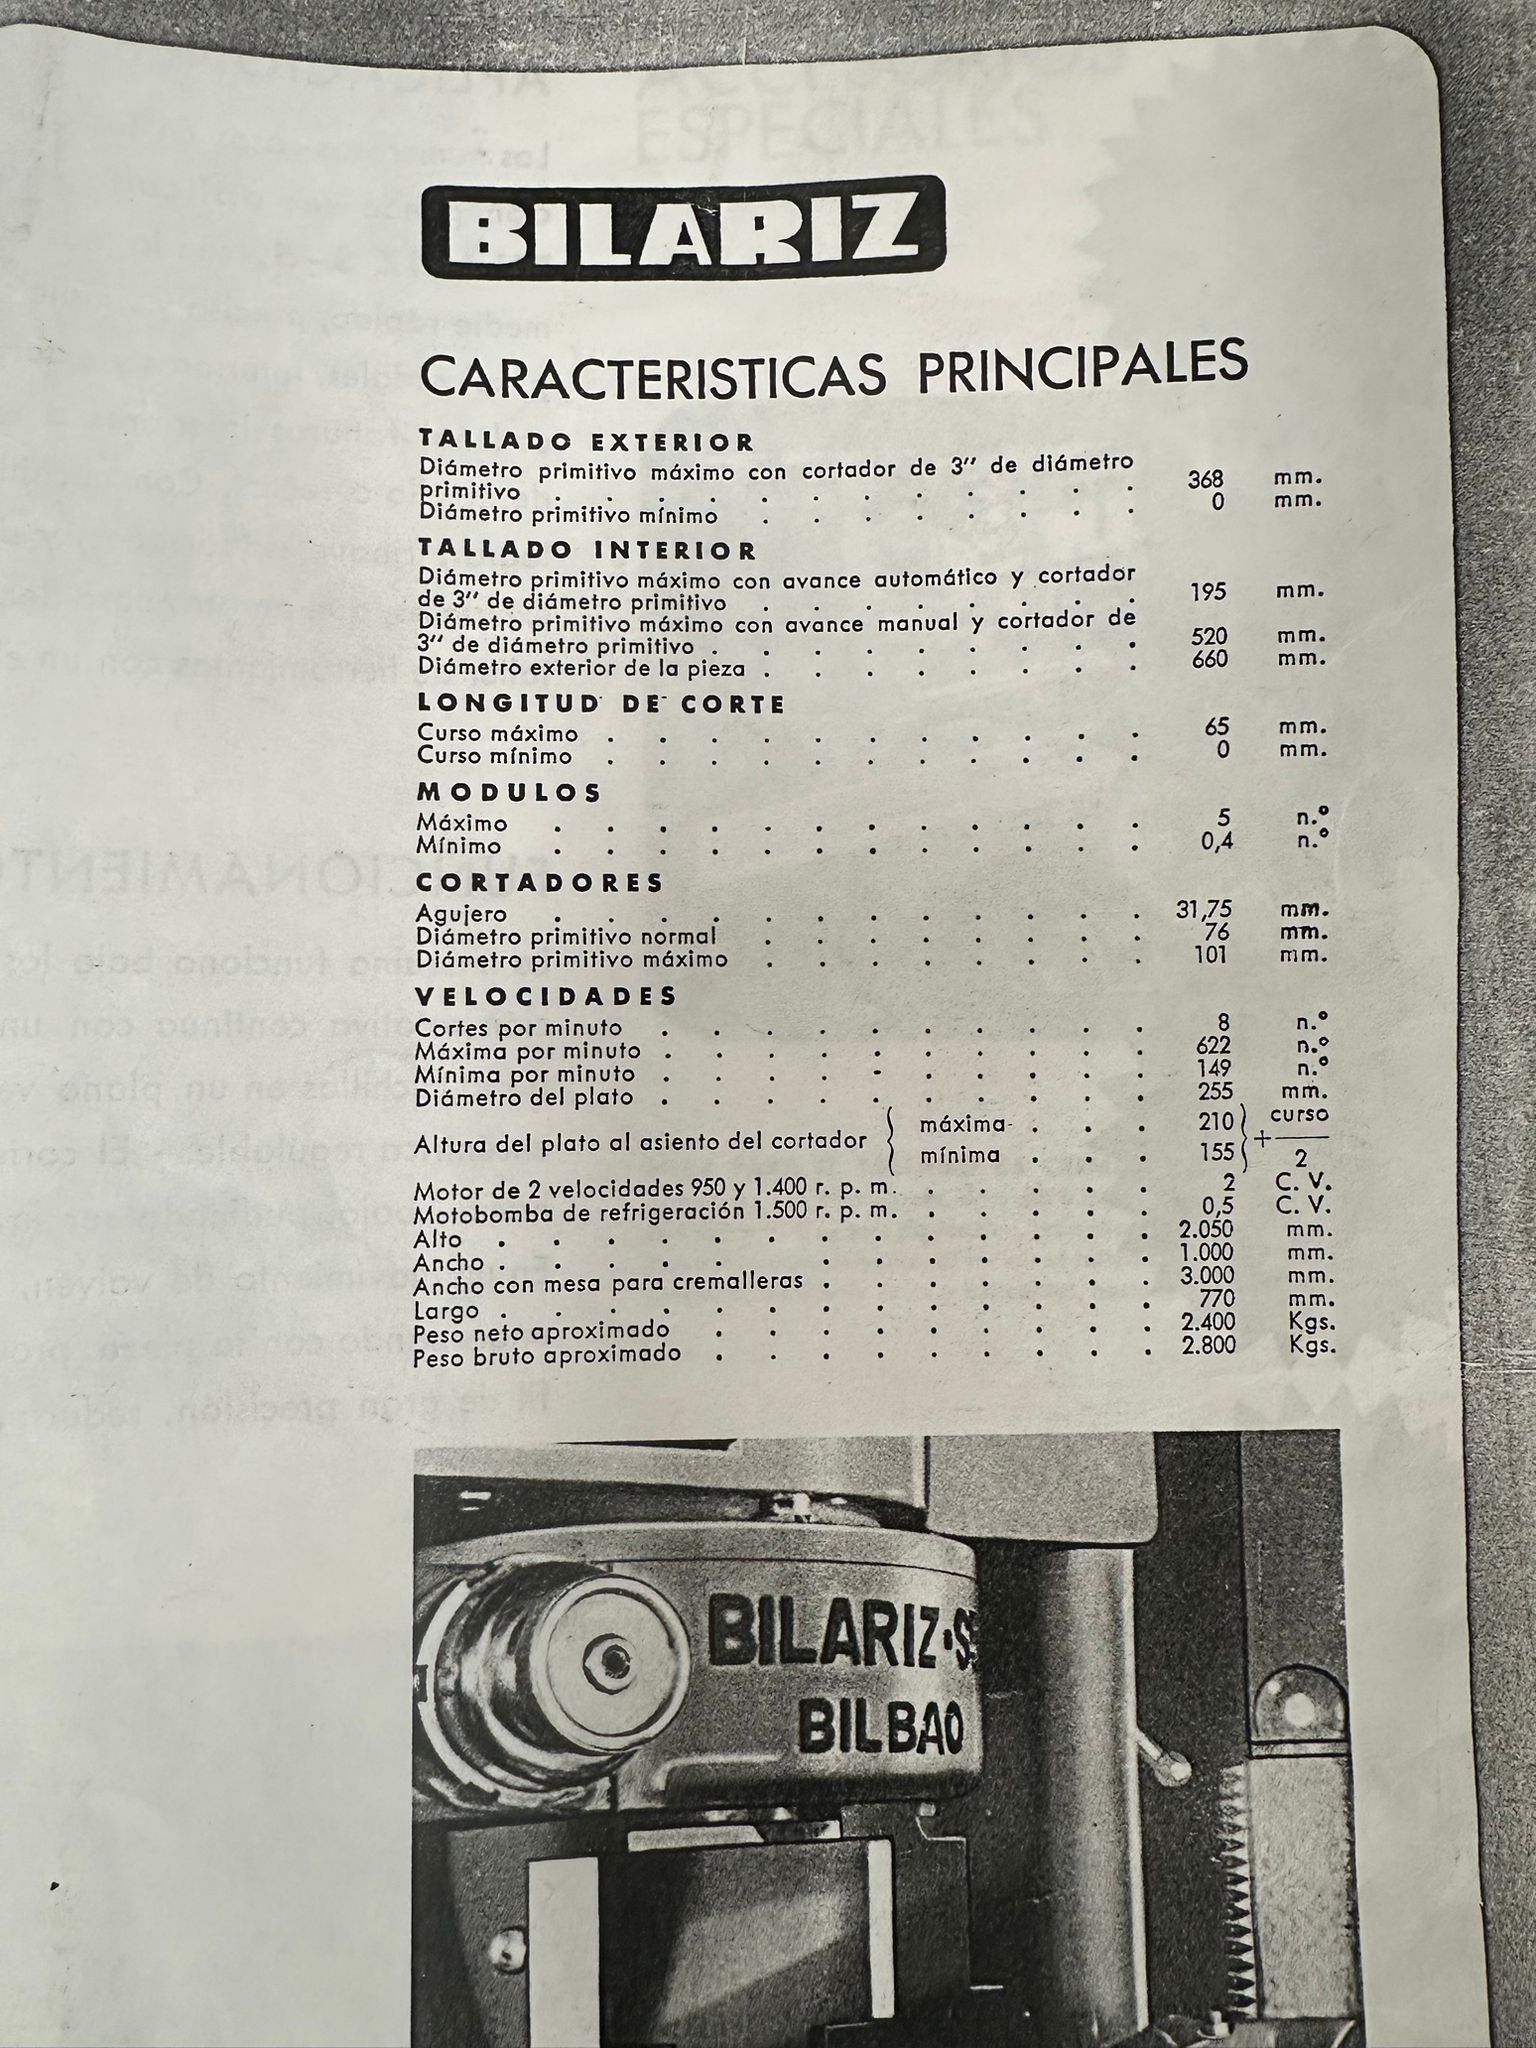 ESPECIALES
BILARIZ
CARACTERISTICAS PRINCIPALES
TALLADO EXTERIOR
Diámetro primitivo máximo con cortador de 3" de diámetro
primitivo . . . . . . . . . . . . 368 mm.
Diámetro primitivo mínimo . . . . . . . . 0 mm.
TALLADO INTERIOR
Diámetro primitivo máximo con avance automático y cortador
de 3" de diámetro primitivo . . . . . . . . 195 mm.
Diámetro primitivo máximo con avance manual y cortador de
3" de diámetro primitivo . . . . . . . . . 520 mm.
Diámetro exterior de la pieza . . . . . . . . 660 mm.
LONGITUD DE CORTE
Curso máximo . . . . . . . . . . . 65 mm.
Curso mínimo . . . . . . . . . . . 0 mm.
MODULOS
Máximo . . . . . . . . . . . . 5 n.º
Mínimo . . . . . . . . . . . . 0,4 n.º
CORTADORES
Agujero . . . . . . . . . . . . 31,75 mm.
Diámetro primitivo normal . . . . . . . . 76 mm.
Diámetro primitivo máximo . . . . . . . . 101 mm.
VELOCIDADES
Cortes por minuto . . . . . . . . . . 8 n.º
Máxima por minuto . . . . . . . . . . 622 n.º
Mínima por minuto . . . . . . . . . . 149 n.º
Diámetro del plato . . . . . . . . . . 255 mm.
Altura del plato al asiento del cortador { máxima . . . 210 } + curso
mínima . . . 155 2
Motor de 2 velocidades 950 y 1.400 r. p. m. . . . . . 2 C. V.
Motobomba de refrigeración 1.500 r. p. m. . . . . . 0,5 C. V.
Alto . . . . . . . . . . . . . 2.050 mm.
Ancho . . . . . . . . . . . . . 1.000 mm.
Ancho con mesa para cremalleras . . . . . . . 3.000 mm.
Largo . . . . . . . . . . . . . 770 mm.
Peso neto aproximado . . . . . . . . . 2.400 Kgs.
Peso bruto aproximado . . . . . . . . . 2.800 Kgs.
BILARIZ·S
BILBAO